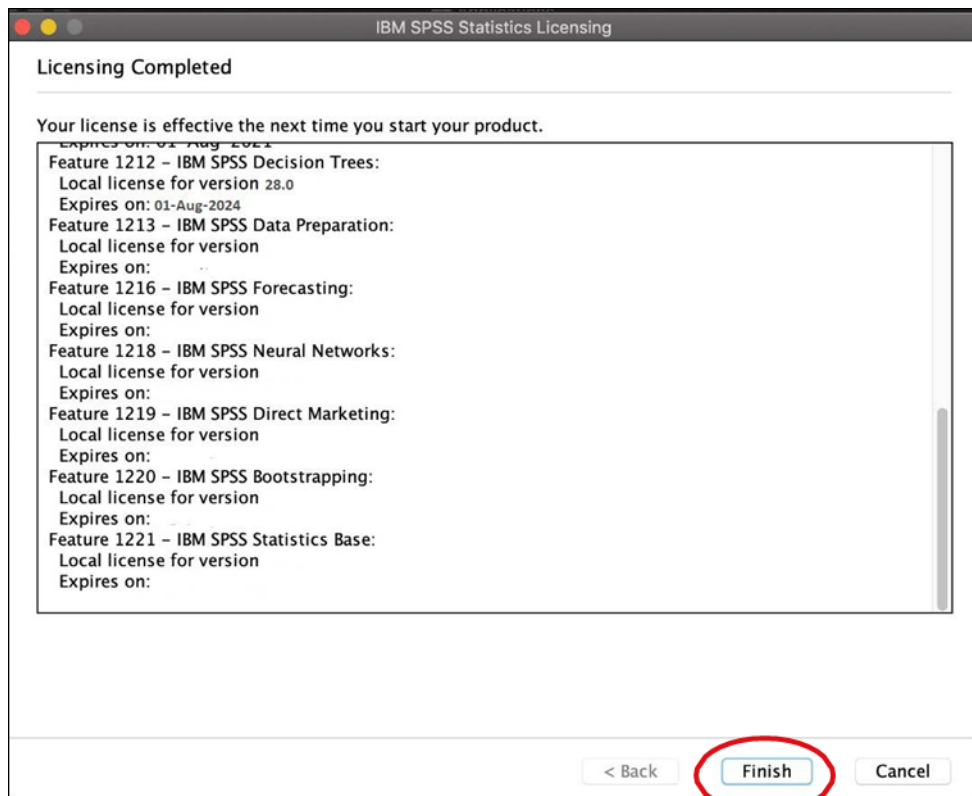 IBM SPSS Statistics Licensing
Licensing Completed
Your license is effective the next time you start your product.
Expires on: 01-Aug-2021
Feature 1212 – IBM SPSS Decision Trees:
Local license for version 28.0
Expires on: 01-Aug-2024
Feature 1213 – IBM SPSS Data Preparation:
Local license for version
Expires on:
Feature 1216 – IBM SPSS Forecasting:
Local license for version
Expires on:
Feature 1218 – IBM SPSS Neural Networks:
Local license for version
Expires on:
Feature 1219 – IBM SPSS Direct Marketing:
Local license for version
Expires on:
Feature 1220 – IBM SPSS Bootstrapping:
Local license for version
Expires on:
Feature 1221 – IBM SPSS Statistics Base:
Local license for version
Expires on:
< Back Finish Cancel